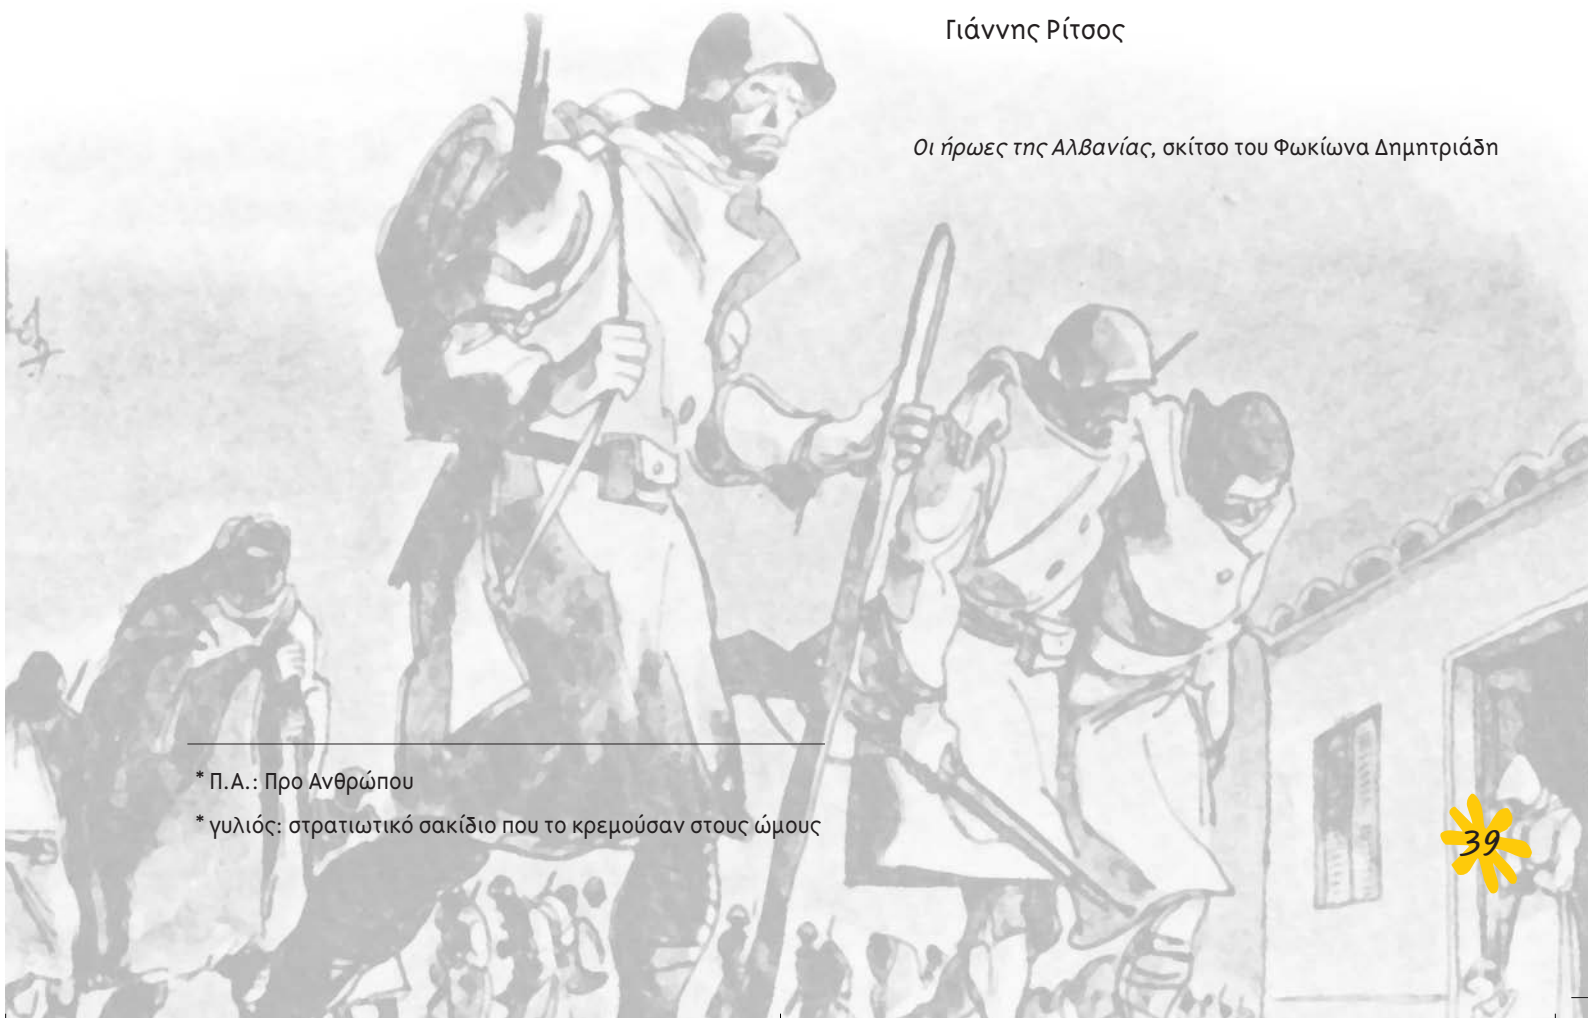 Γιάννης Ρίτσος
Οι ήρωες της Αλβανίας, σκίτσο του Φωκίωνα Δημητριάδη
* Π.Α.: Προ Ανθρώπου
* γυλιός: στρατιωτικό σακίδιο που το κρεμούσαν στους ώμους
39